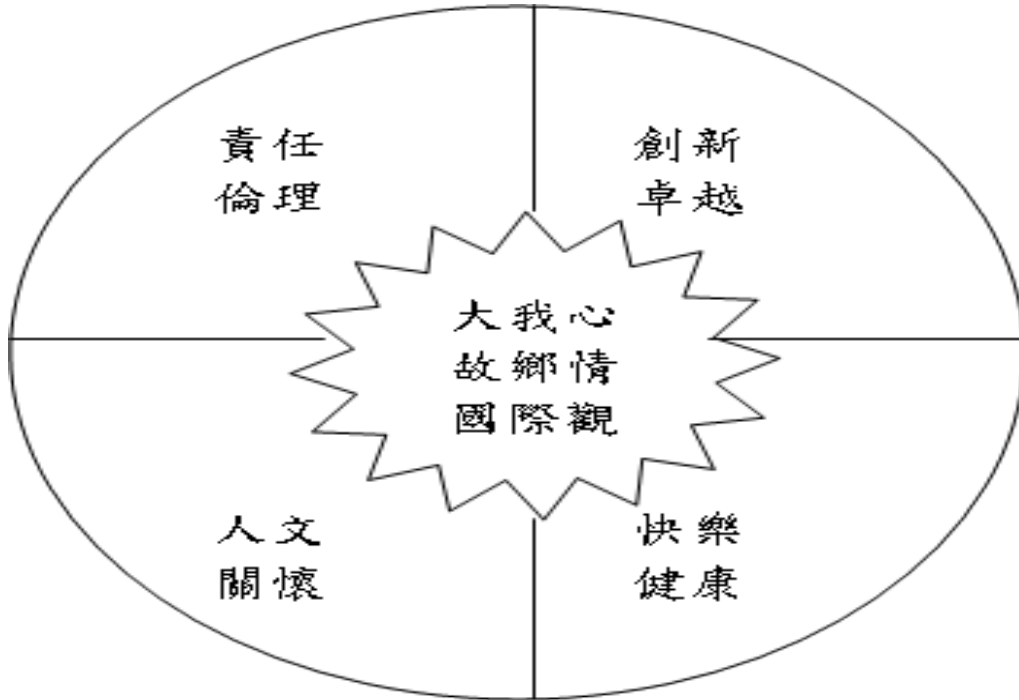 責任
倫理
創新
卓越
大我心
故鄉情
國際觀
人文
關懷
快樂
健康